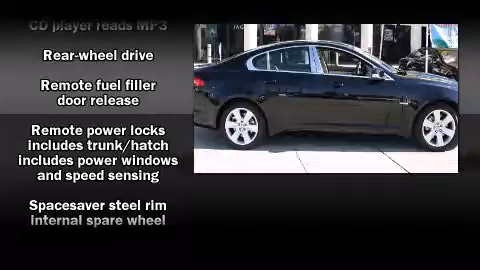 CD player reads MP3
Rear-wheel drive
Remote fuel filler
door release
Remote power locks
includes trunk/hatch
includes power windows
and speed sensing
Spacesaver steel rim
internal spare wheel